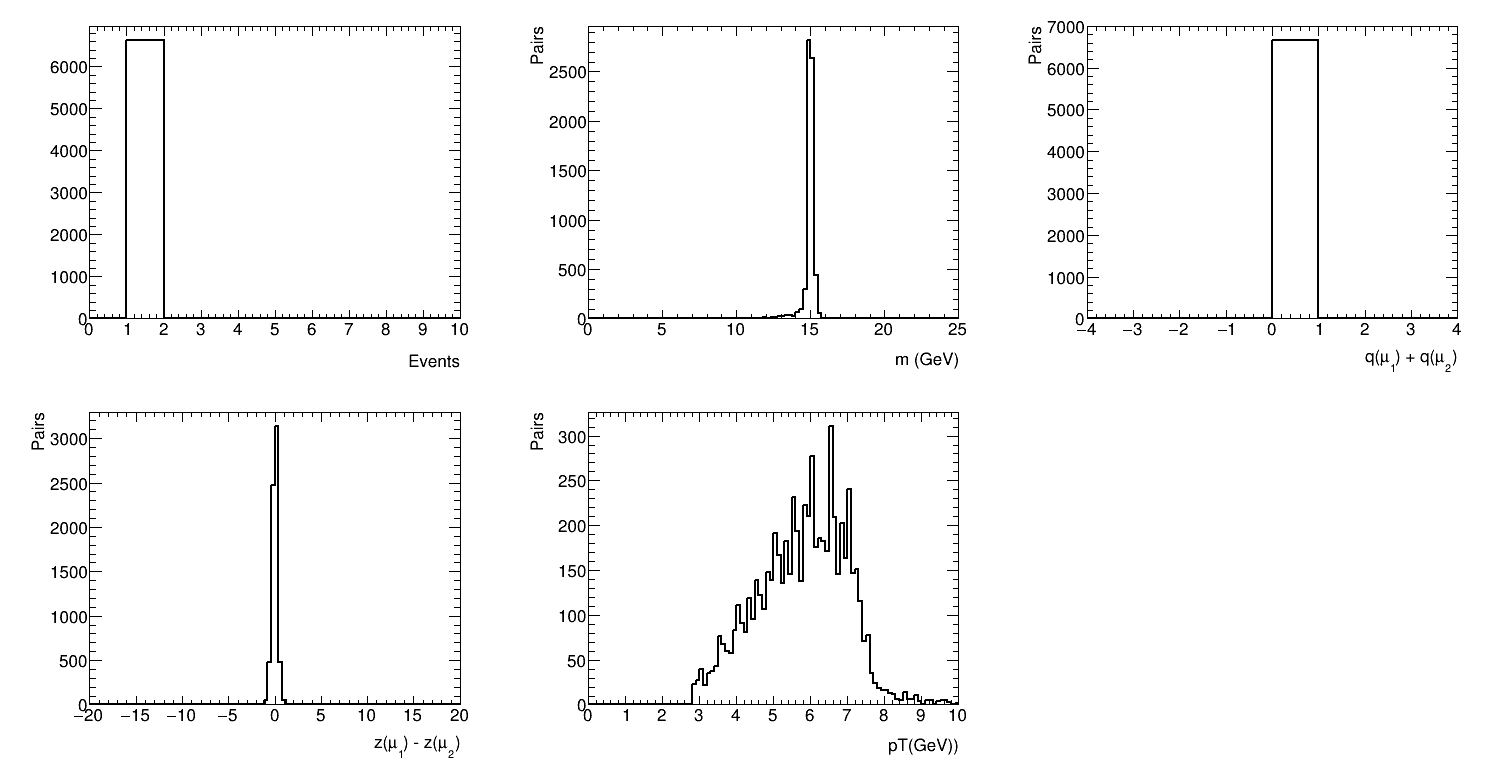 6000
5000
4000
3000
2000
1000
0
0 1 2 3 4 5 6 7 8 9 10
Events
Pairs
2500
2000
1500
1000
500
0
0 5 10 15 20 25
m (GeV)
Pairs
7000
6000
5000
4000
3000
2000
1000
0
−4 −3 −2 −1 0 1 2 3 4
q(μ1) + q(μ2)
Pairs
3000
2500
2000
1500
1000
500
0
−20 −15 −10 −5 0 5 10 15 20
z(μ1) - z(μ2)
Pairs
300
250
200
150
100
50
0
0 1 2 3 4 5 6 7 8 9 10
pT(GeV))